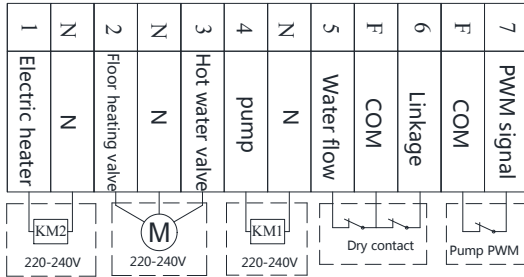 1 N 2 N 3 4 N 5 F 6 F 7
Electric heater
N
Floor heating valve
N
Hot water valve
pump
N
Water flow
COM
Linkage
COM
PWM signal
KM2
M
KM1
220-240V
220-240V
220-240V
Dry contact
Pump PWM